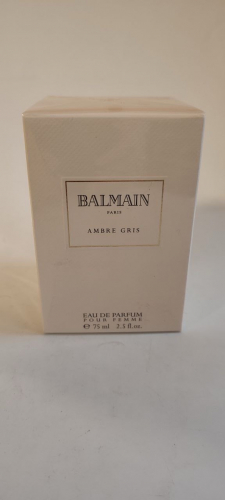 BALMAIN
PARIS
AMBRE GRIS
EAU DE PARFUM
POUR FEMME
℮ 75 ml 2.5 fl.oz.